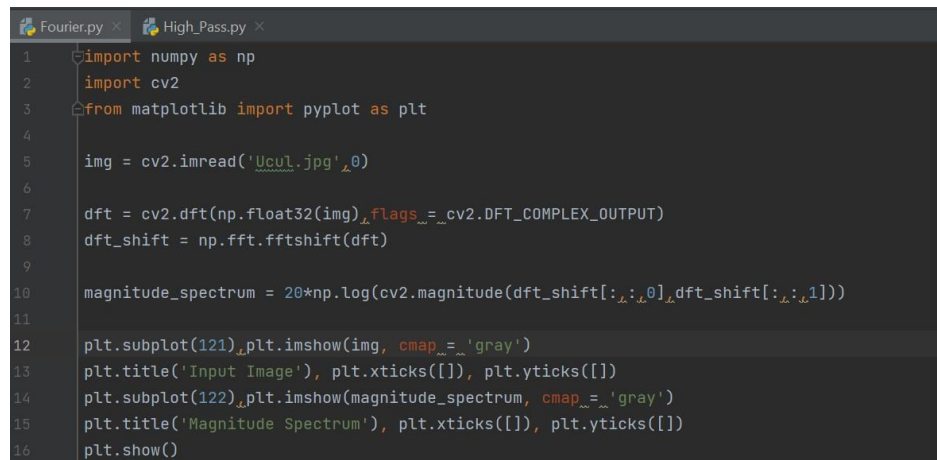 Fourier.py × High_Pass.py ×
1 import numpy as np
2 import cv2
3 from matplotlib import pyplot as plt
4
5 img = cv2.imread('Ucul.jpg',0)
6
7 dft = cv2.dft(np.float32(img),flags = cv2.DFT_COMPLEX_OUTPUT)
8 dft_shift = np.fft.fftshift(dft)
9
10 magnitude_spectrum = 20*np.log(cv2.magnitude(dft_shift[:,:,0],dft_shift[:,:,1]))
11
12 plt.subplot(121),plt.imshow(img, cmap = 'gray')
13 plt.title('Input Image'), plt.xticks([]), plt.yticks([])
14 plt.subplot(122),plt.imshow(magnitude_spectrum, cmap = 'gray')
15 plt.title('Magnitude Spectrum'), plt.xticks([]), plt.yticks([])
16 plt.show()